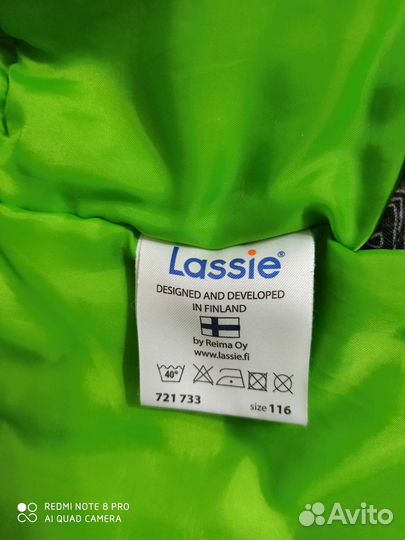 Lassie®
DESIGNED AND DEVELOPED
IN FINLAND
by Reima Oy
www.lassie.fi
40°
721 733 size 116
REDMI NOTE 8 PRO
AI QUAD CAMERA
Avito